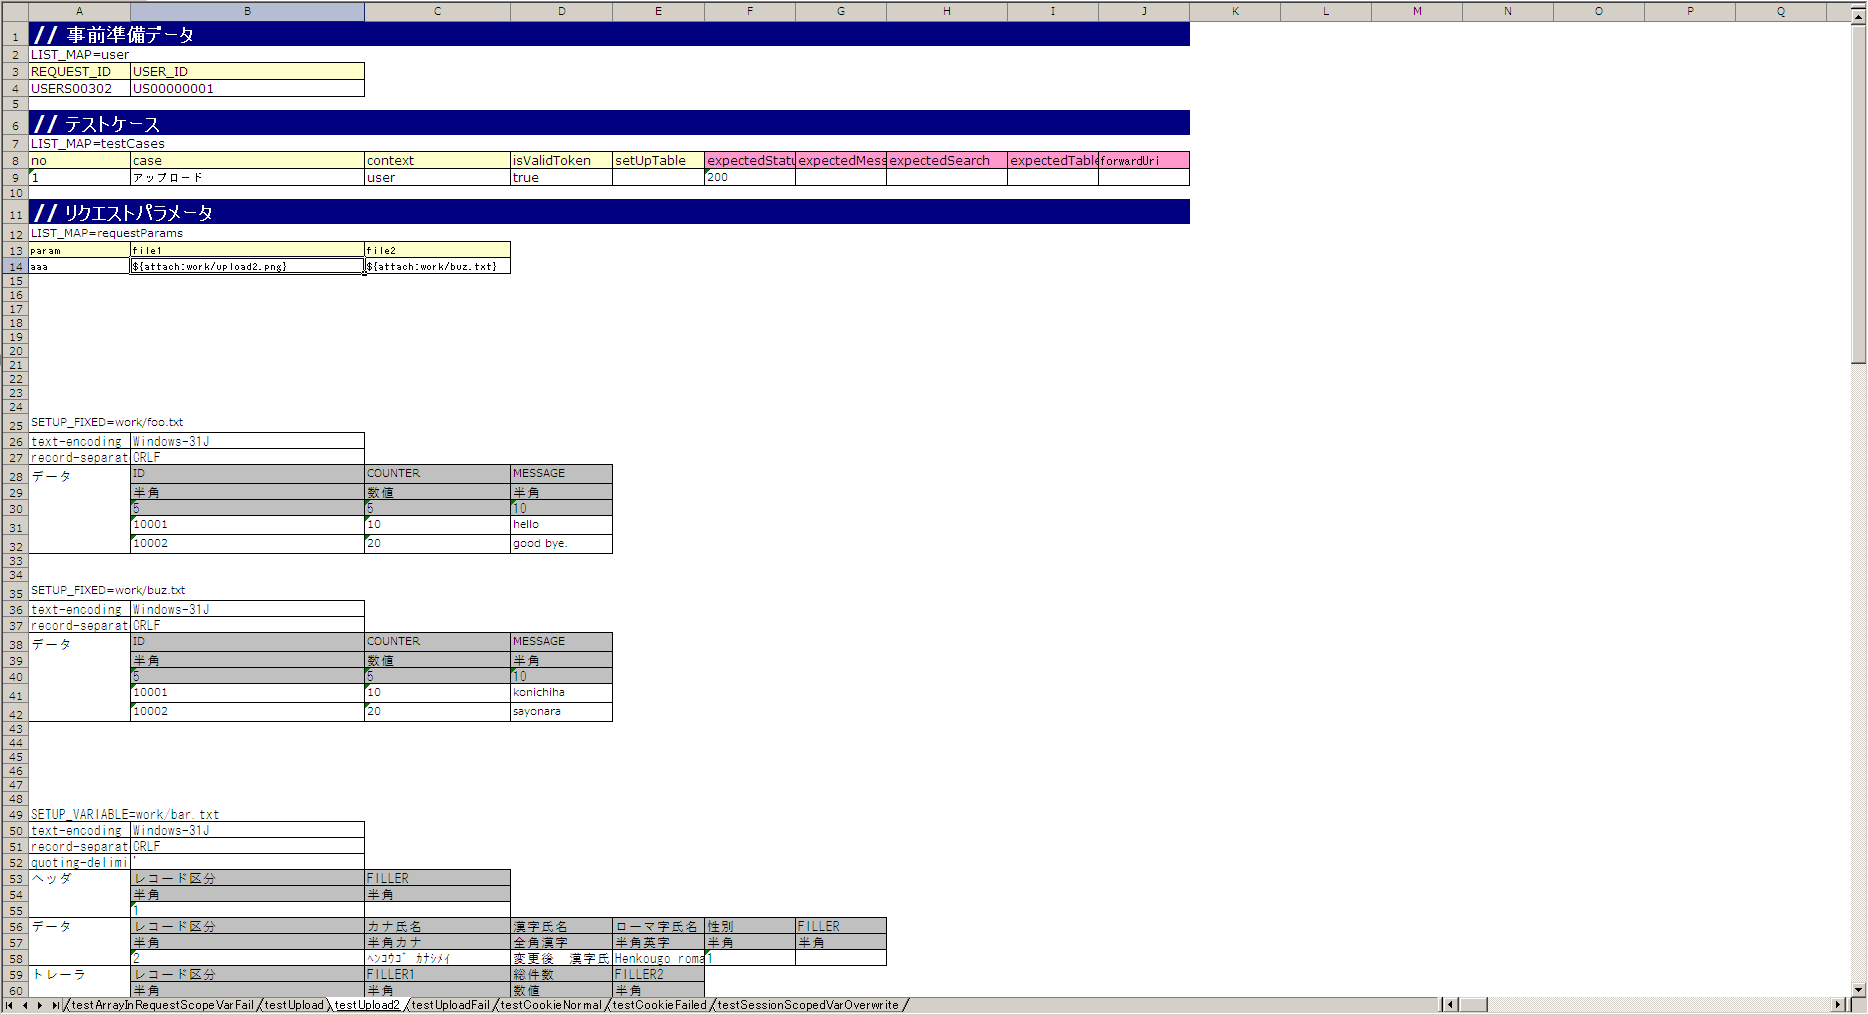 A B C D E F G H I J K L M N O P Q
1 // 事前準備データ
2 LIST_MAP=user
3 REQUEST_ID USER_ID
4 USERS00302 US00000001
5
6 // テストケース
7 LIST_MAP=testCases
8 no case context isValidToken setUpTable expectedStatu expectedMess expectedSearch expectedTable forwardUri
9 1 アップロード user true 200
10
11 // リクエストパラメータ
12 LIST_MAP=requestParams
13 param file1 file2
14 aaa ${attach:work/upload2.png} ${attach:work/buz.txt}
15
16
17
18
19
20
21
22
23
24
25 SETUP_FIXED=work/foo.txt
26 text-encoding Windows-31J
27 record-separat CRLF
28 データ ID COUNTER MESSAGE
29 半角 数値 半角
30 5 5 10
31 10001 10 hello
32 10002 20 good bye.
33
34
35 SETUP_FIXED=work/buz.txt
36 text-encoding Windows-31J
37 record-separat CRLF
38 データ ID COUNTER MESSAGE
39 半角 数値 半角
40 5 5 10
41 10001 10 konichiha
42 10002 20 sayonara
43
44
45
46
47
48
49 SETUP_VARIABLE=work/bar.txt
50 text-encoding Windows-31J
51 record-separat CRLF
52 quoting-delimi '
53 ヘッダ レコード区分 FILLER
54 半角 半角
55 1
56 データ レコード区分 カナ氏名 漢字氏名 ローマ字氏名 性別 FILLER
57 半角 半角カナ 全角漢字 半角英字 半角 半角
58 2 ﾍﾝｺｳｺﾞ ｶﾅｼﾒｲ 変更後　漢字氏 Henkougo roma 1
59 トレーラ レコード区分 FILLER1 総件数 FILLER2
60 半角 半角 数値 半角
testArrayInRequestScopeVarFail testUpload testUpload2 testUploadFail testCookieNormal testCookieFailed testSessionScopedVarOverwrite